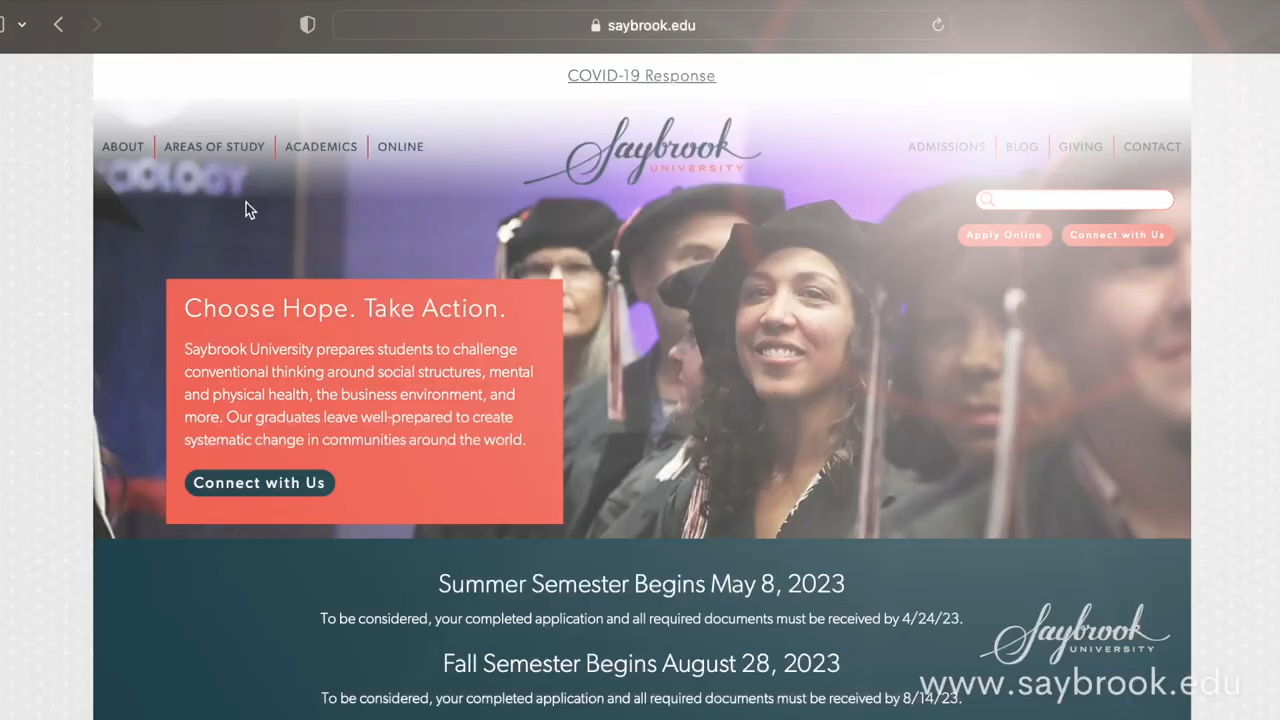 saybrook.edu
COVID-19 Response
ABOUT
AREAS OF STUDY
ACADEMICS
ONLINE
Saybrook
UNIVERSITY
ADMISSIONS
BLOG
GIVING
CONTACT
Apply Online
Connect with Us
Choose Hope. Take Action.
Saybrook University prepares students to challenge
conventional thinking around social structures, mental
and physical health, the business environment, and
more. Our graduates leave well-prepared to create
systematic change in communities around the world.
Connect with Us
Summer Semester Begins May 8, 2023
To be considered, your completed application and all required documents must be received by 4/24/23.
Fall Semester Begins August 28, 2023
To be considered, your completed application and all required documents must be received by 8/14/23.
Saybrook
UNIVERSITY
www.saybrook.edu